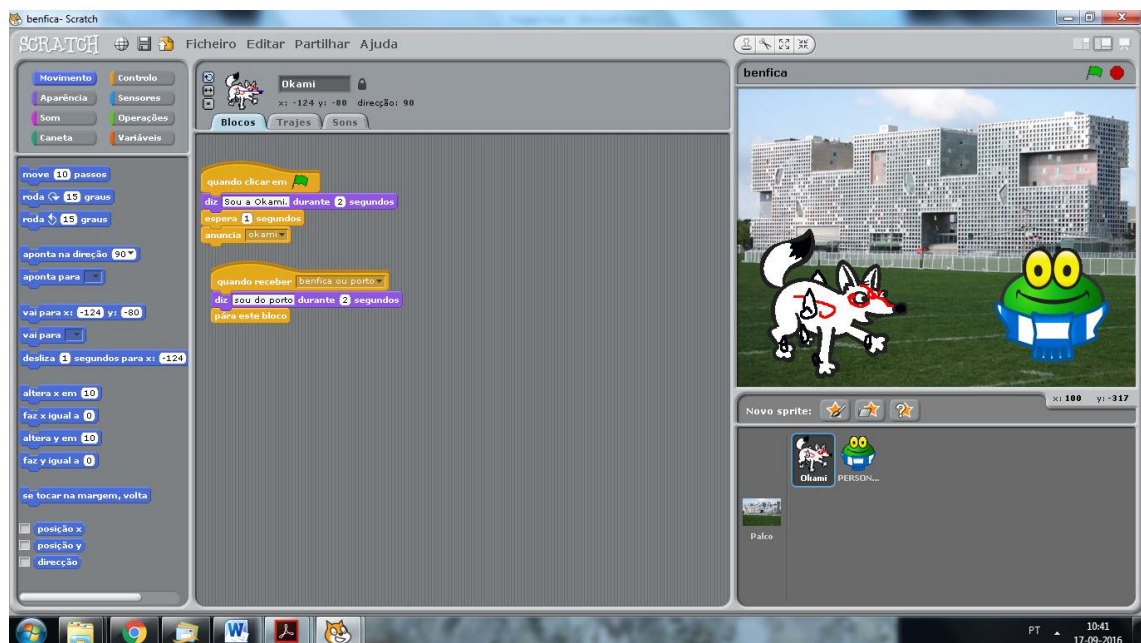 benfica- Scratch
SCRATCH
Ficheiro Editar Partilhar Ajuda
Movimento
Controlo
Aparência
Sensores
Som
Operações
Caneta
Variáveis
move 10 passos
roda 15 graus
roda 15 graus
aponta na direção 90
aponta para
vai para x: -124 y: -80
vai para
desliza 1 segundos para x: -124
altera x em 10
faz x igual a 0
altera y em 10
faz y igual a 0
se tocar na margem, volta
posição x
posição y
direcção
Okami
x: -124 y: -80 direcção: 90
Blocos
Trajes
Sons
quando clicar em
diz Sou a Okami. durante 2 segundos
espera 1 segundos
anuncia okami
quando receber benfica ou porto
diz sou do porto durante 2 segundos
pára este bloco
benfica
x: 100 y: -317
Novo sprite:
Okami
PERSON...
Palco
PT
10:41
17-09-2016